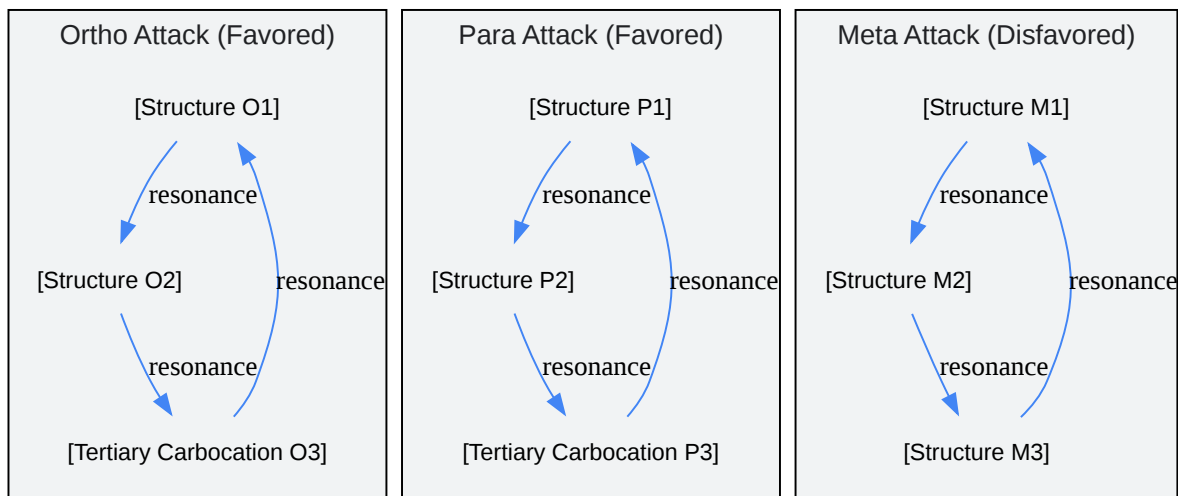 Ortho Attack (Favored)
[Structure O1]
resonance
[Structure O2]
resonance
resonance
[Tertiary Carbocation O3]
Para Attack (Favored)
[Structure P1]
resonance
[Structure P2]
resonance
resonance
[Tertiary Carbocation P3]
Meta Attack (Disfavored)
[Structure M1]
resonance
[Structure M2]
resonance
resonance
[Structure M3]